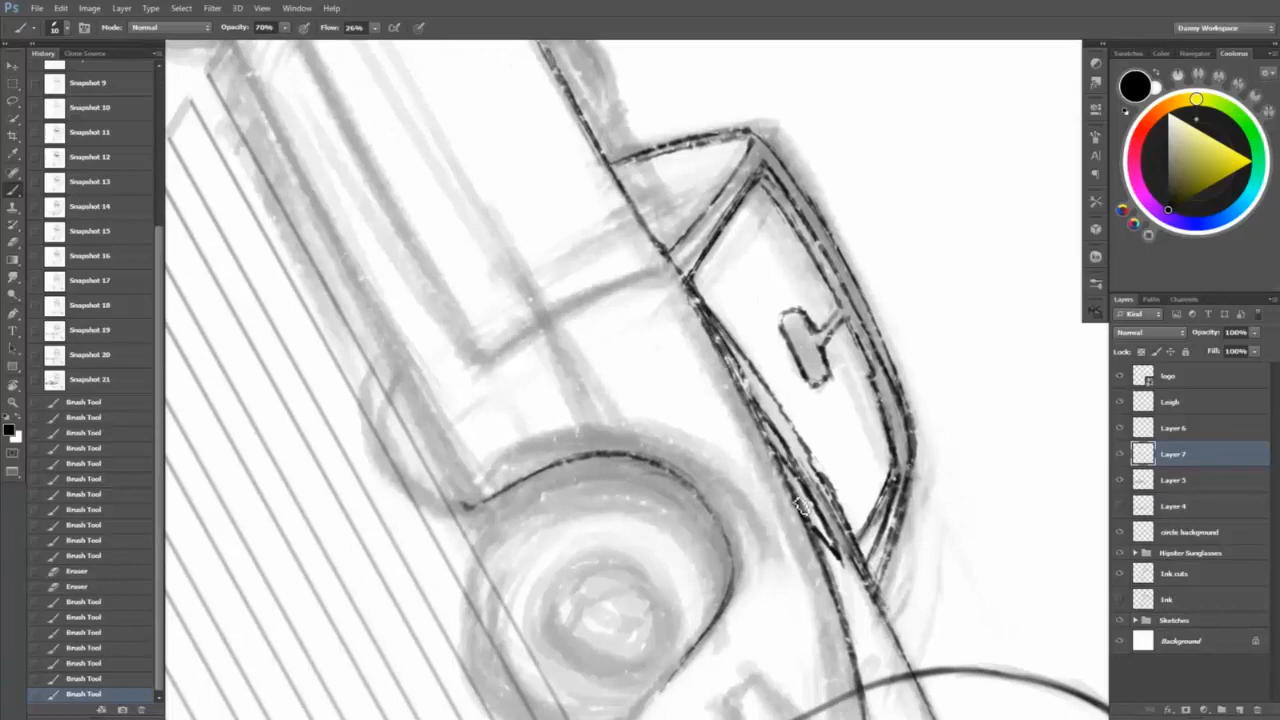 Ps File Edit Image Layer Type Select Filter 3D View Window Help
10 Mode: Normal Opacity: 70% Flow: 26% Danny Workspace
History Clone Source
Swatches Color Navigator Coolorus
Snapshot 9
Snapshot 10
Snapshot 11
Snapshot 12
Snapshot 13
Snapshot 14
Snapshot 15
Snapshot 16
Snapshot 17
Snapshot 18
Snapshot 19
Snapshot 20
Snapshot 21
Brush Tool
Brush Tool
Brush Tool
Brush Tool
Brush Tool
Brush Tool
Brush Tool
Brush Tool
Brush Tool
Brush Tool
Brush Tool
Eraser
Eraser
Brush Tool
Brush Tool
Brush Tool
Brush Tool
Brush Tool
Brush Tool
Brush Tool
Layers Paths Channels
Kind
Normal Opacity: 100%
Lock: Fill: 100%
logo
Leigh
Layer 6
Layer 7
Layer 5
Layer 4
circle background
Hipster Sunglasses
Ink cuts
Ink
Sketches
Background